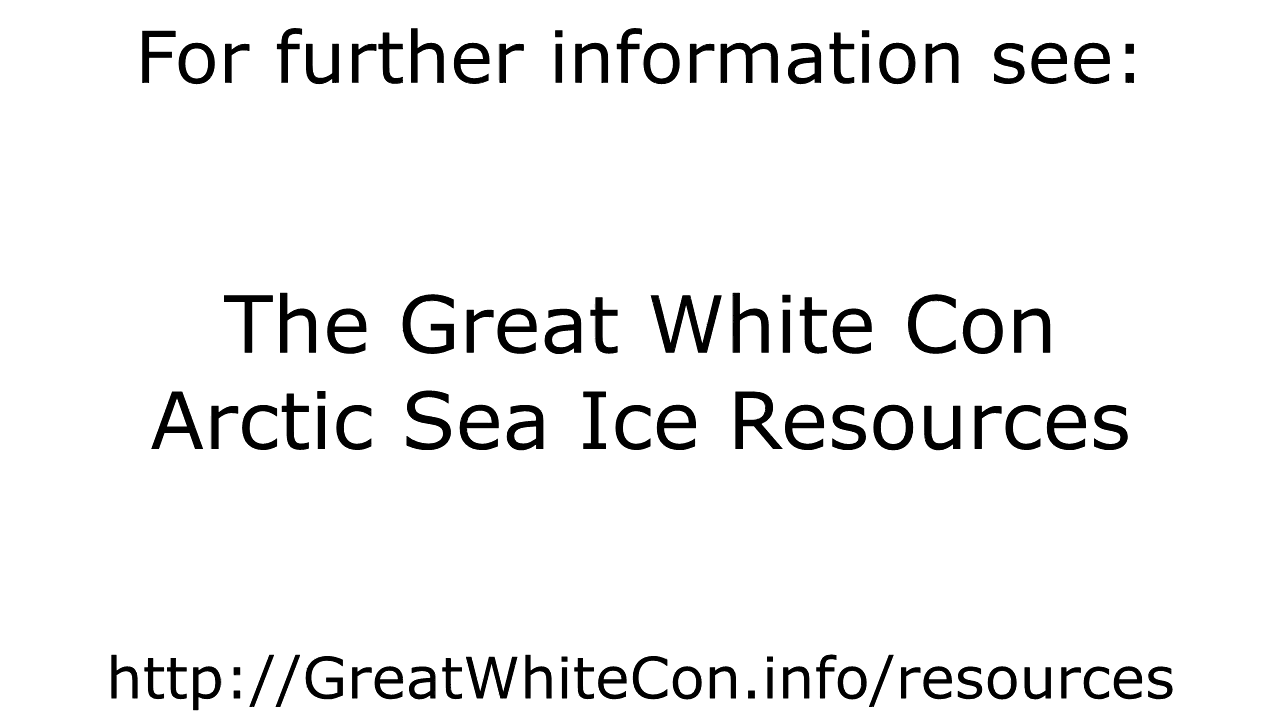 For further information see:
The Great White Con
Arctic Sea Ice Resources
http://GreatWhiteCon.info/resources